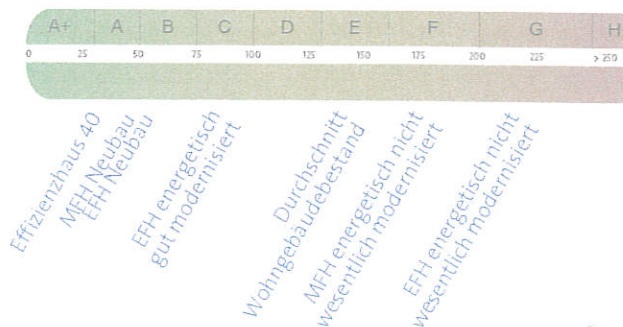 A+ A B C D E F G H
0 25 50 75 100 125 150 175 200 225 > 250
Effizienzhaus 40
MFH Neubau
EFH Neubau
EFH energetisch
gut modernisiert
Durchschnitt
Wohngebäudebestand
MFH energetisch nicht
wesentlich modernisiert
EFH energetisch nicht
wesentlich modernisiert